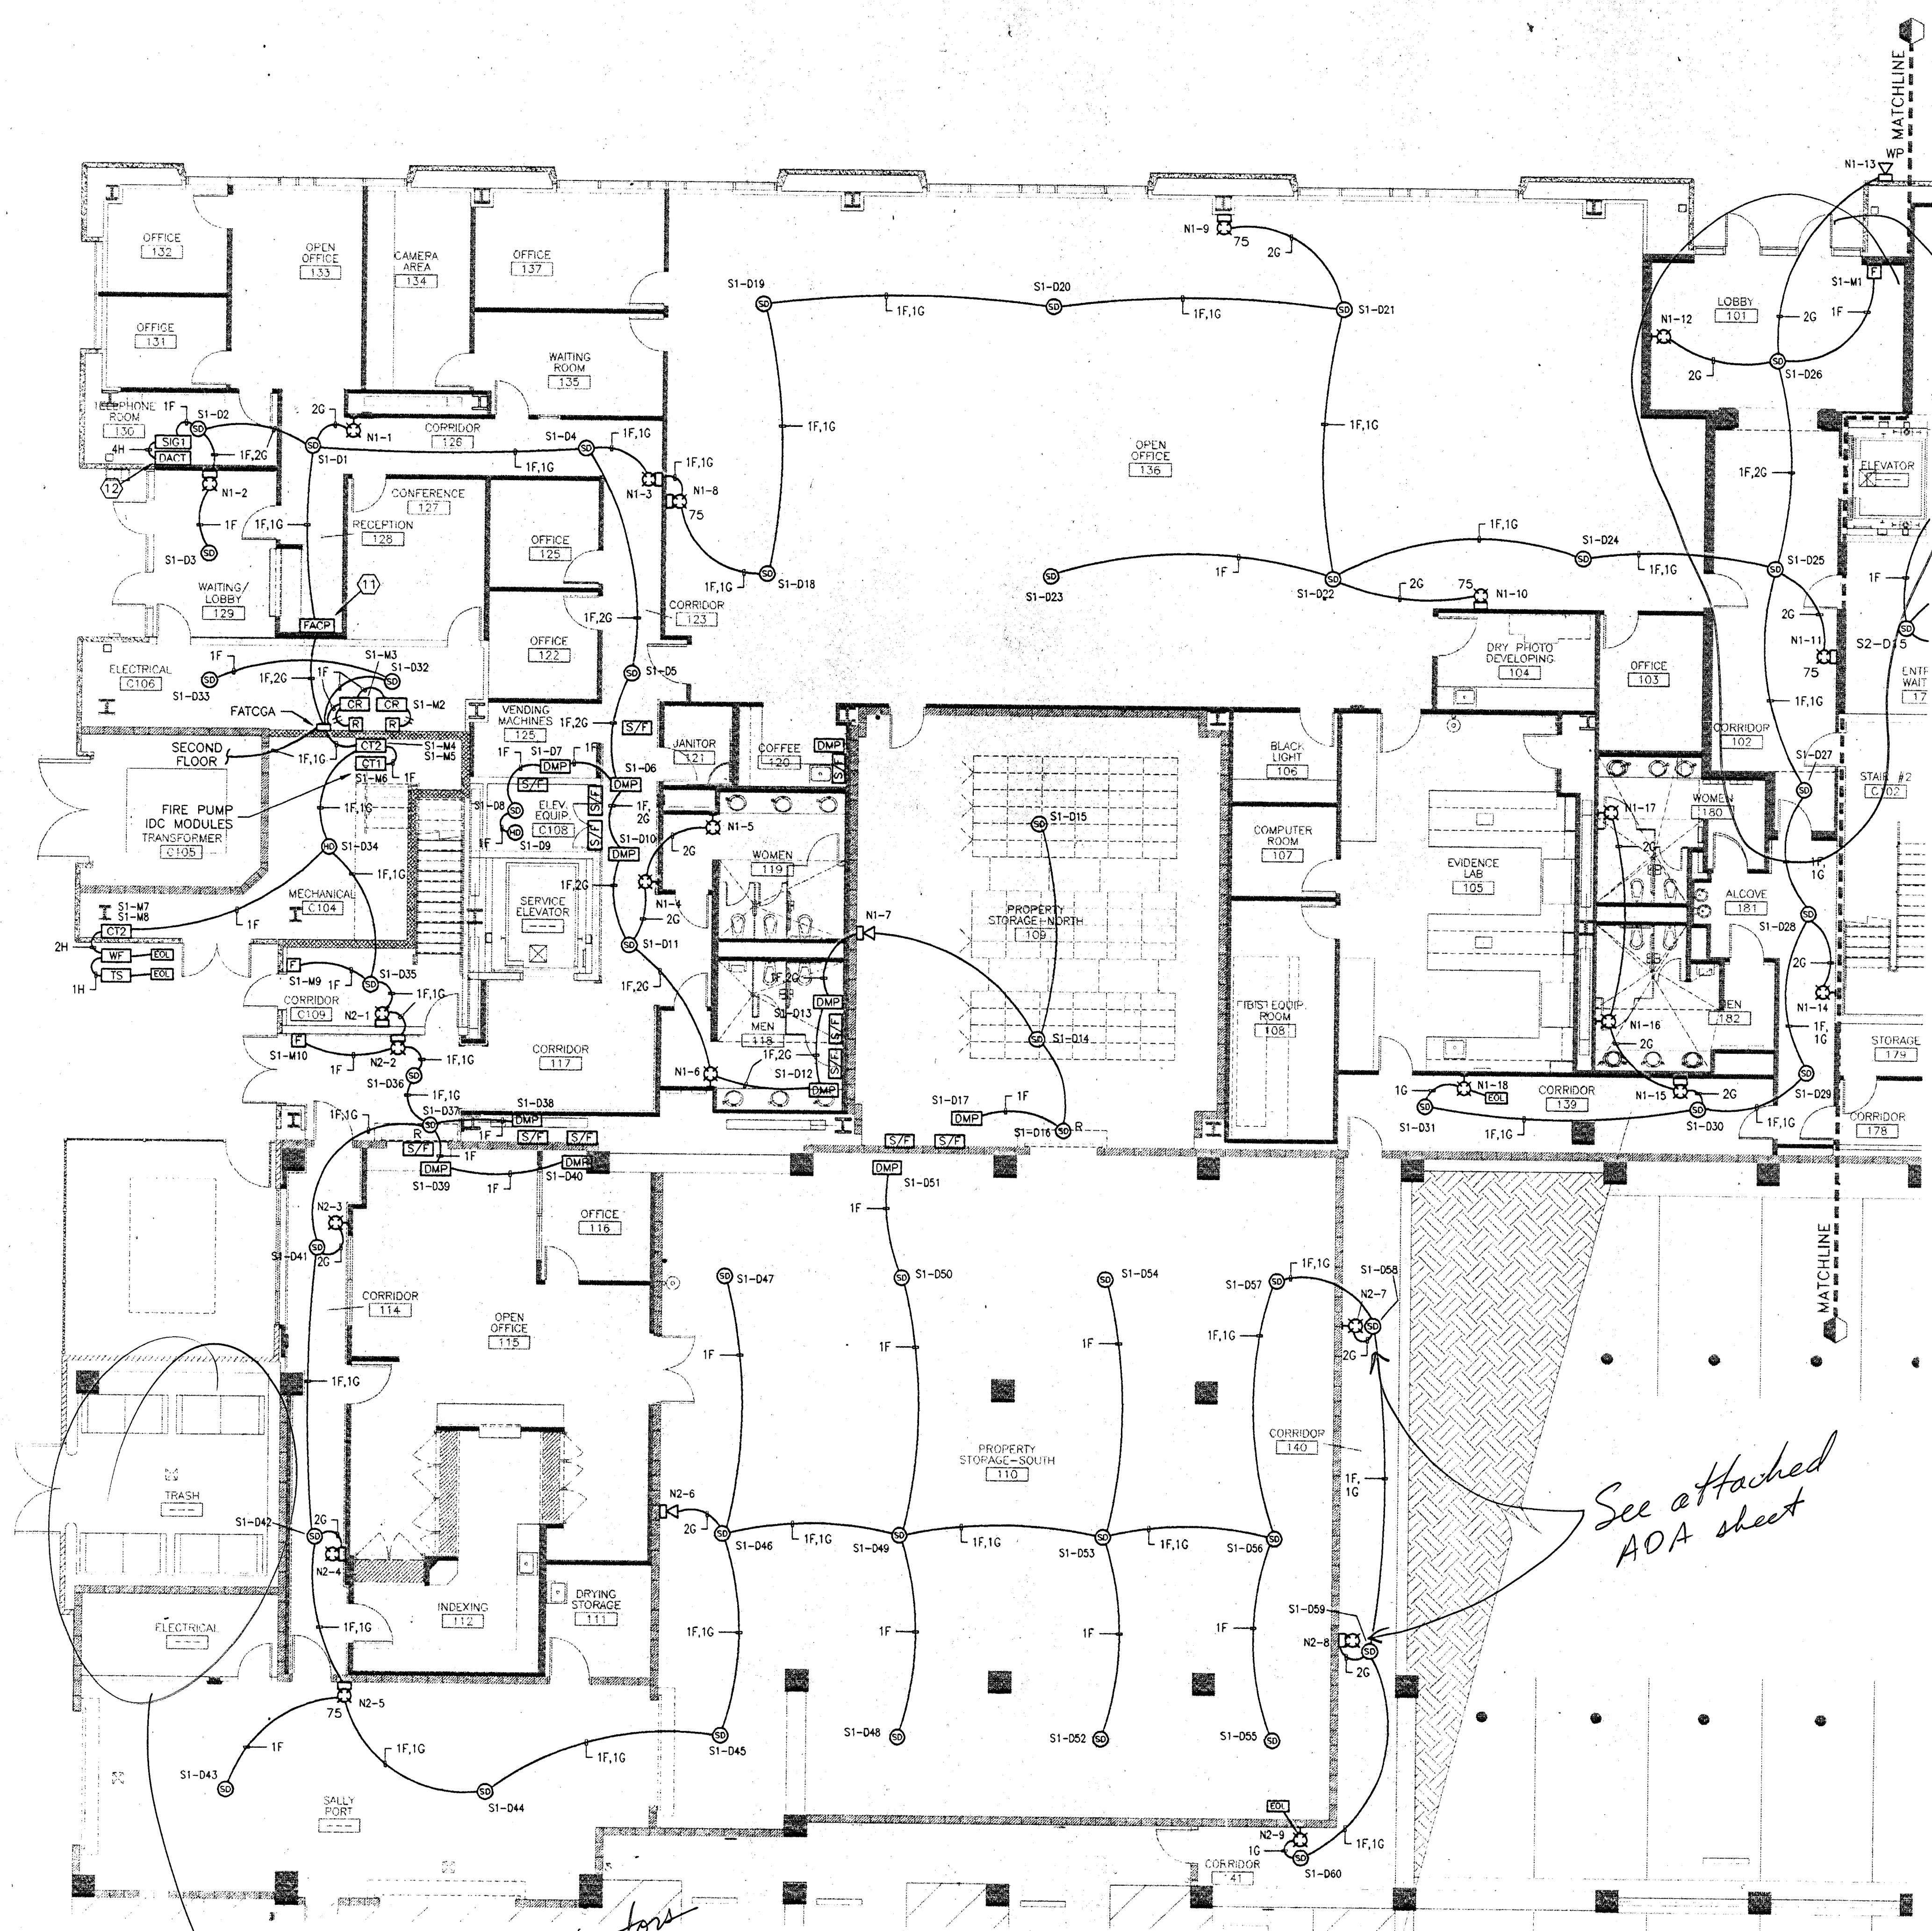 MATCHLINE
WP
N1-13
N1-9
75
2G
OFFICE
132
OPEN
OFFICE
133
CAMERA
AREA
134
OFFICE
137
S1-D19
S1-D20
S1-D21
1F,1G
1F,1G
LOBBY
101
S1-M1
F
N1-12
2G
1F
2G
S1-D26
OFFICE
131
WAITING
ROOM
135
TELEPHONE
ROOM
130
1F
S1-D2
2G
N1-1
CORRIDOR
126
S1-D4
1F,1G
SIG1
4H
DACT
1F,2G
S1-D1
1F,1G
12
N1-2
N1-3
1F,1G
N1-8
75
1F,1G
1F,1G
OPEN
OFFICE
136
1F,2G
ELEVATOR
CONFERENCE
127
1F
1F,1G
RECEPTION
128
S1-D3
OFFICE
125
1F,1G
S1-D18
1F,1G
S1-D24
1F,1G
S1-D25
1F
1F
S1-D23
S1-D22
2G
75
N1-10
2G
N1-11
75
S2-D15
WAITING/
LOBBY
129
11
FACP
CORRIDOR
123
1F,2G
OFFICE
122
S1-D5
DRY PHOTO
DEVELOPING
104
OFFICE
103
1F,1G
ELECTRICAL
C106
1F
S1-D33
S1-M3
1F
S1-D32
1F,2G
CR
CR
S1-M2
R
R
FATCGA
SECOND
FLOOR
1F,1G
CT2
S1-M4
S1-M5
CT1
S1-M6
1F
FIRE PUMP
IDC MODULES
TRANSFORMER
C105
1F,1G
VENDING
MACHINES
125
1F,2G
S/F
JANITOR
121
COFFEE
120
DMP
S/F
1F
S1-D7
DMP
1F
S1-D6
DMP
S/F
S1-D8
ELEV.
EQUIP.
C108
S/F
S/F
1F,
2G
S1-D9
1F
S1-D10
DMP
N1-5
2G
WOMEN
119
BLACK
LIGHT
106
COMPUTER
ROOM
107
EVIDENCE
LAB
105
CORRIDOR
102
S1-D27
STAIR #2
C102
WOMEN
180
N1-17
2G
1F,
1G
S1-D15
S1-D34
1F,1G
MECHANICAL
C104
1F,2G
N1-4
2G
S1-D11
SERVICE
ELEVATOR
N1-7
PROPERTY
STORAGE-NORTH
109
ALCOVE
181
S1-D28
2G
N1-14
S1-M7
S1-M8
CT2
1F
2H
WF
EOL
1H
TS
EOL
F
S1-M9
1F
S1-D35
1F,1G
N2-1
CORRIDOR
C109
F
S1-M10
1F
N2-2
1F,1G
S1-D36
1F,1G
1F,2G
1F,2G
DMP
S1-D13
S/F
MEN
118
1F,2G
S/F
N1-6
S1-D12
DMP
S1-D14
ROOM
108
N1-16
2G
MEN
182
1F,
1G
STORAGE
179
CORRIDOR
117
S1-D17
DMP
1F
S1-D16
R
1G
N1-18
EOL
CORRIDOR
139
N1-15
2G
S1-D29
S1-D31
1F,1G
S1-D30
1F,1G
CORRIDOR
178
1F,1G
S1-D37
R
S1-D38
DMP
1F
S/F
S/F
S/F
1F
DMP
S1-D39
1F
DMP
S1-D40
S/F
S/F
DMP
S1-D51
1F
N2-3
S1-D41
2G
OFFICE
116
CORRIDOR
114
OPEN
OFFICE
115
S1-D47
S1-D50
S1-D54
S1-D57
1F,1G
S1-D58
N2-7
2G
MATCHLINE
1F
1F
1F
1F,1G
1F,1G
CORRIDOR
140
1F,
1G
PROPERTY
STORAGE-SOUTH
110
See attached
ADA sheet
TRASH
S1-D42
2G
N2-4
N2-6
2G
S1-D46
1F,1G
S1-D49
1F,1G
S1-D53
1F,1G
S1-D56
INDEXING
112
DRYING
STORAGE
111
ELECTRICAL
1F,1G
1F,1G
1F
1F
1F
S1-D59
N2-8
2G
N2-5
75
1F
1F,1G
1F,1G
S1-D43
S1-D44
S1-D45
S1-D48
S1-D52
S1-D55
SALLY
PORT
EOL
N2-9
1G
1F,1G
S1-D60
CORRIDOR
141